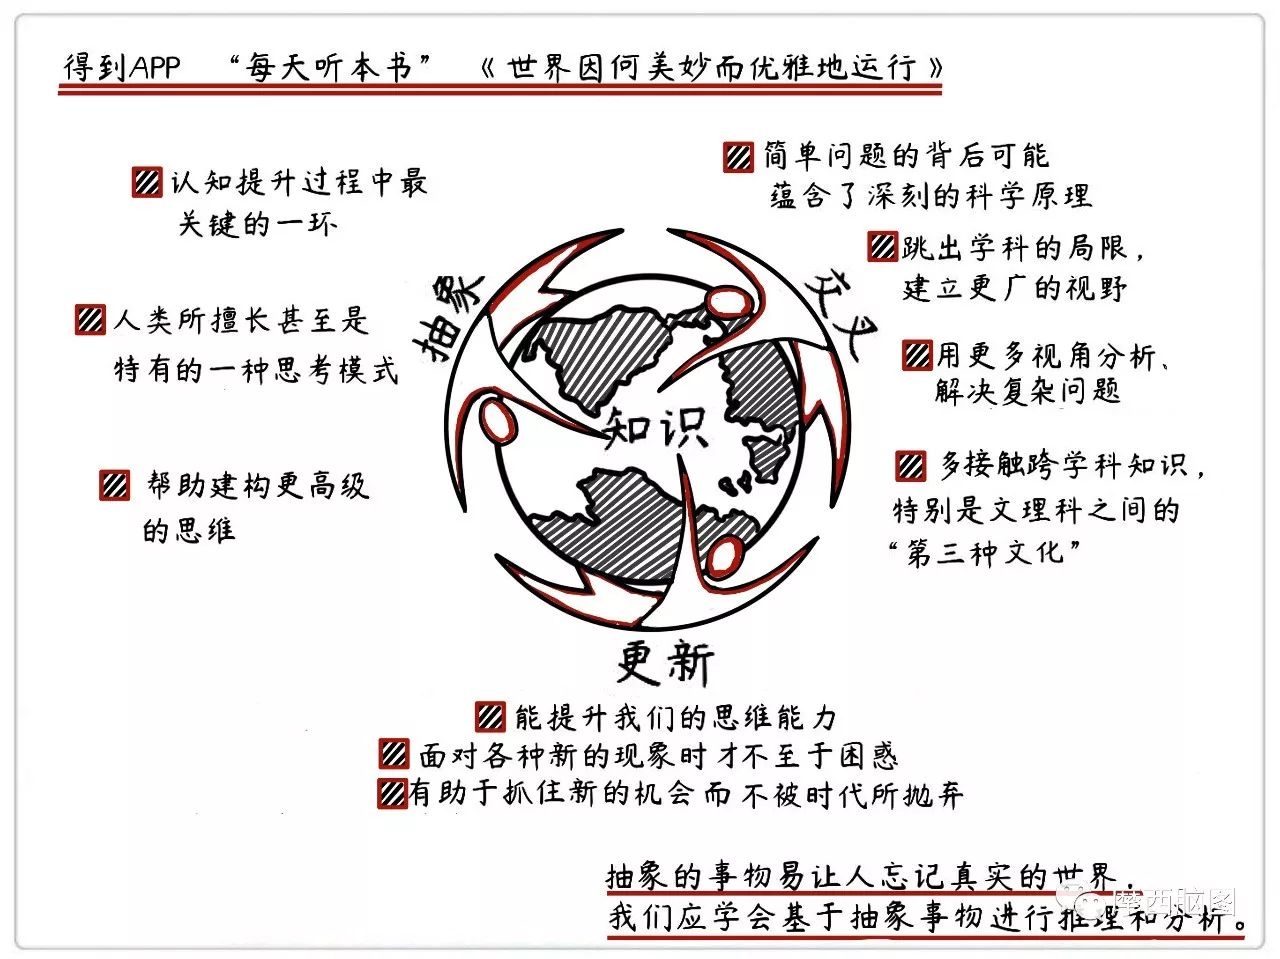 得到APP “每天听本书” 《世界因何美妙而优雅地运行》
认知提升过程中最
关键的一环
人类所擅长甚至是
特有的一种思考模式
帮助建构更高级
的思维
抽象
知识
交叉
简单问题的背后可能
蕴含了深刻的科学原理
跳出学科的局限，
建立更广的视野
用更多视角分析、
解决复杂问题
多接触跨学科知识，
特别是文理科之间的
“第三种文化”
更新
能提升我们的思维能力
面对各种新的现象时才不至于困惑
有助于抓住新的机会而不被时代所抛弃
抽象的事物易让人忘记真实的世界，
我们应学会基于抽象事物进行推理和分析。
摩西脑图